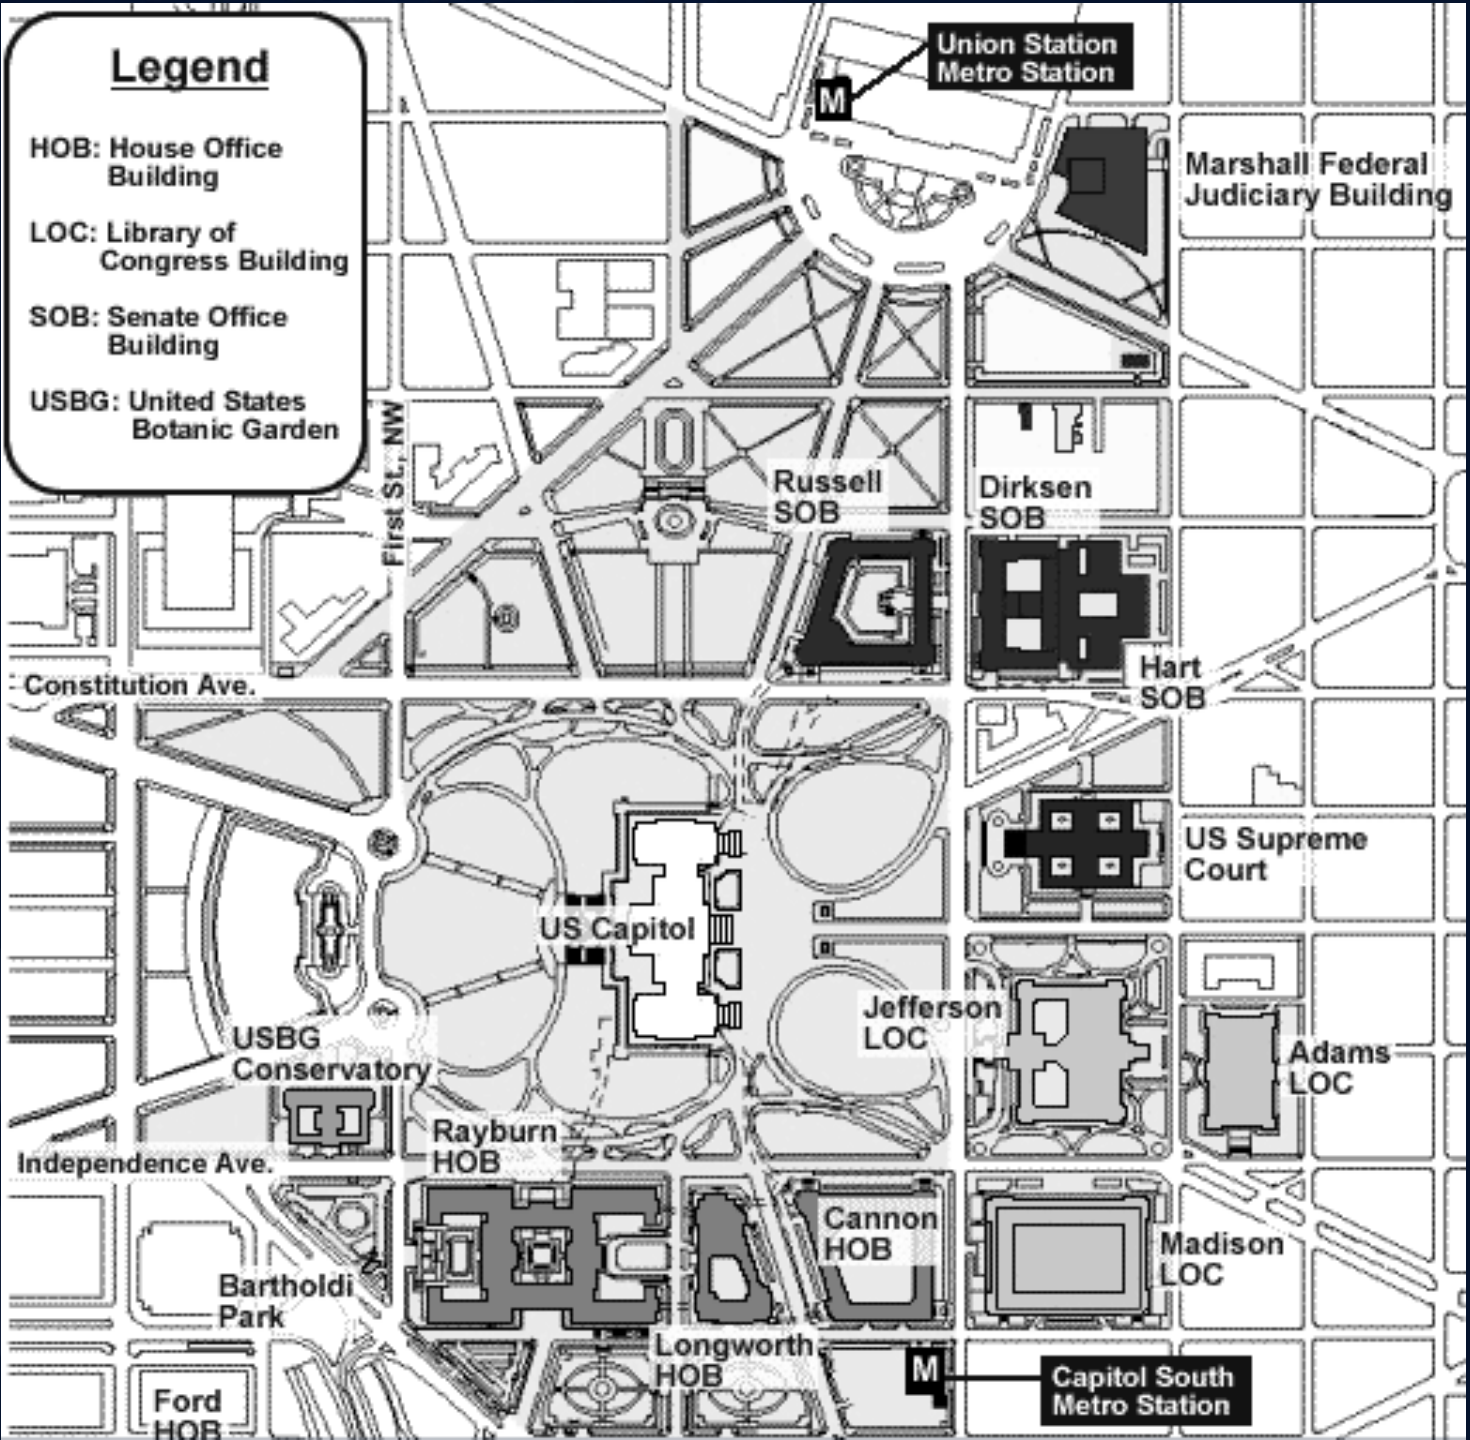 Legend
HOB: House Office
Building
LOC: Library of
Congress Building
SOB: Senate Office
Building
USBG: United States
Botanic Garden
Union Station
Metro Station
M
Marshall Federal
Judiciary Building
First St., NW
Russell
SOB
Dirksen
SOB
Hart
SOB
Constitution Ave.
US Supreme
Court
US Capitol
Jefferson
LOC
Adams
LOC
USBG
Conservatory
Rayburn
HOB
Independence Ave.
Cannon
HOB
Madison
LOC
Bartholdi
Park
Longworth
HOB
M
Capitol South
Metro Station
Ford
HOB